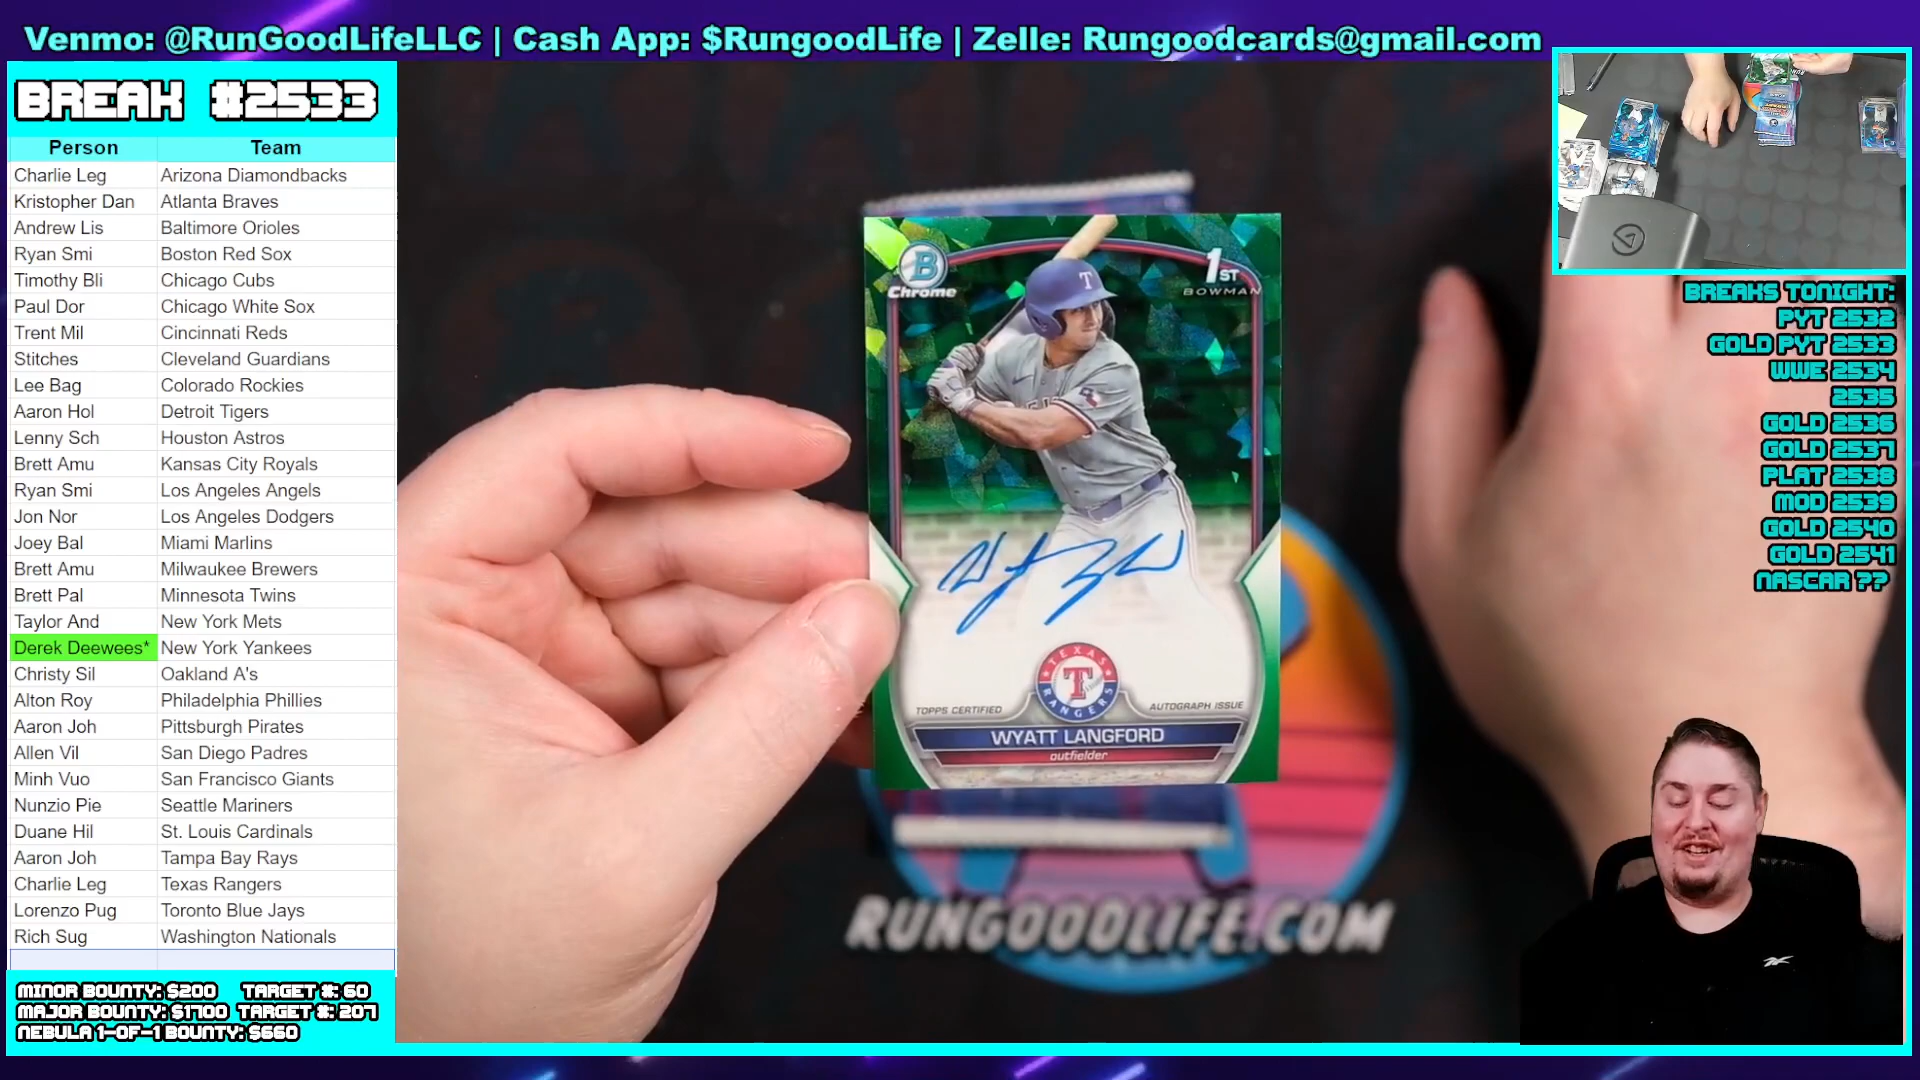 Venmo: @RunGoodLifeLLC | Cash App: $RungoodLife | Zelle: Rungoodcards@gmail.com
BREAK #2533
Person Team
Charlie Leg Arizona Diamondbacks
Kristopher Dan Atlanta Braves
Andrew Lis Baltimore Orioles
Ryan Smi Boston Red Sox
Timothy Bli Chicago Cubs
Paul Dor Chicago White Sox
Trent Mil Cincinnati Reds
Stitches Cleveland Guardians
Lee Bag Colorado Rockies
Aaron Hol Detroit Tigers
Lenny Sch Houston Astros
Brett Amu Kansas City Royals
Ryan Smi Los Angeles Angels
Jon Nor Los Angeles Dodgers
Joey Bal Miami Marlins
Brett Amu Milwaukee Brewers
Brett Pal Minnesota Twins
Taylor And New York Mets
Derek Deewees* New York Yankees
Christy Sil Oakland A's
Alton Roy Philadelphia Phillies
Aaron Joh Pittsburgh Pirates
Allen Vil San Diego Padres
Minh Vuo San Francisco Giants
Nunzio Pie Seattle Mariners
Duane Hil St. Louis Cardinals
Aaron Joh Tampa Bay Rays
Charlie Leg Texas Rangers
Lorenzo Pug Toronto Blue Jays
Rich Sug Washington Nationals
MINOR BOUNTY: $200 TARGET #: 60
MAJOR BOUNTY: $1700 TARGET #: 207
NEBULA 1-OF-1 BOUNTY: $660
B
Chrome
1ST
BOWMAN
T
TEXAS
T
RANGERS
TOPPS CERTIFIED
AUTOGRAPH ISSUE
WYATT LANGFORD
outfielder
RUNGOODLIFE.COM
BREAKS TONIGHT:
PYT 2532
GOLD PYT 2533
WWE 2534
2535
GOLD 2536
GOLD 2537
PLAT 2538
MOD 2539
GOLD 2540
GOLD 2541
NASCAR ??